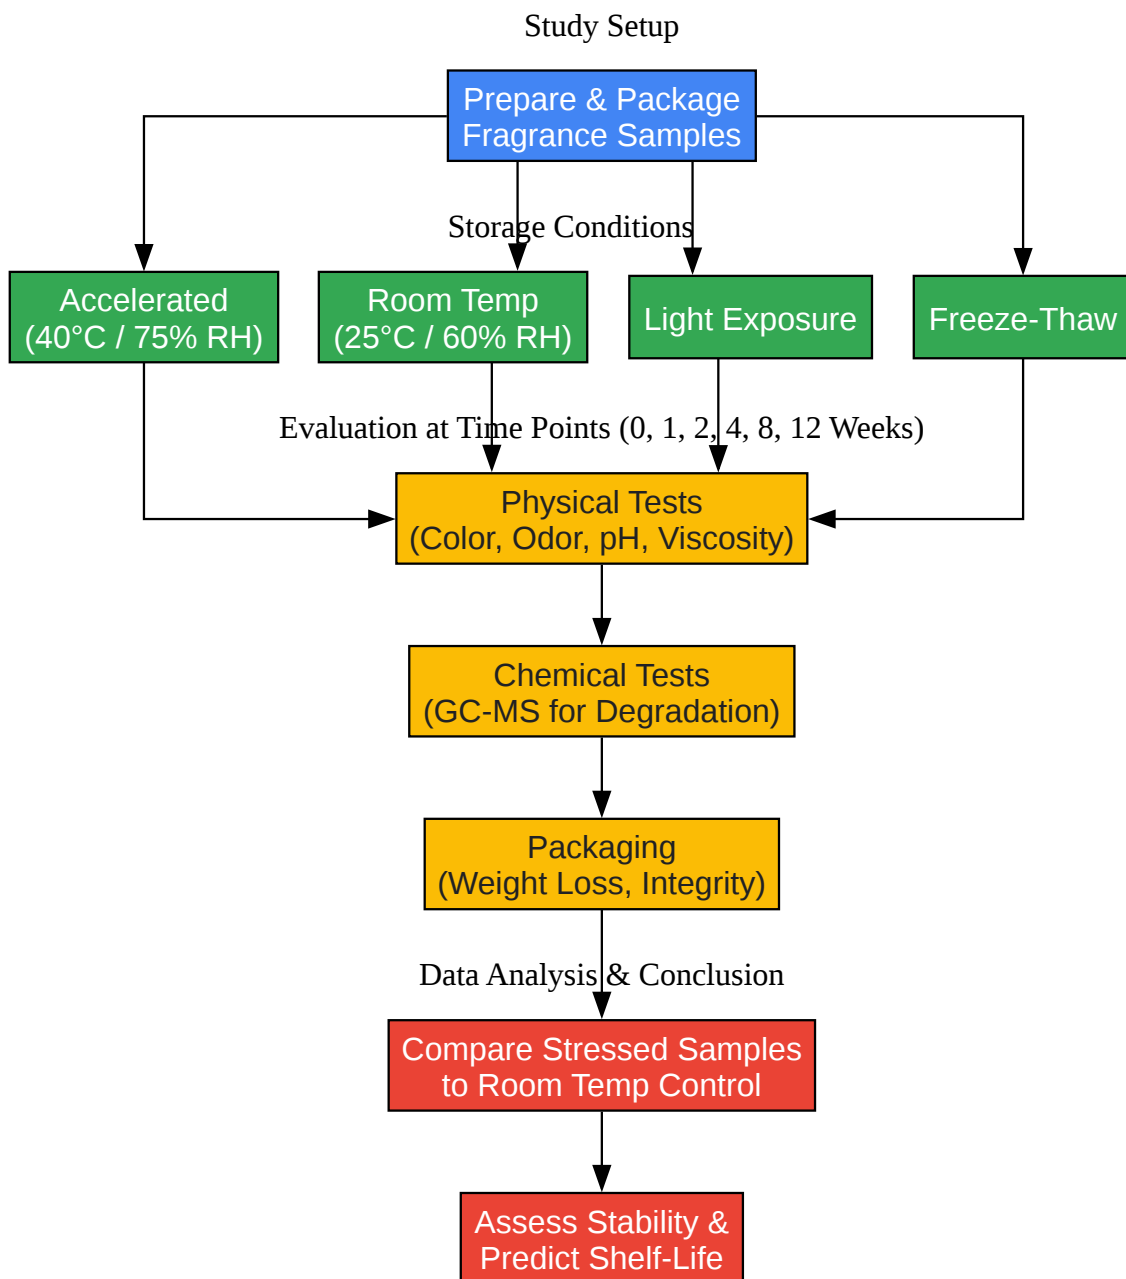 Study Setup
Prepare & Package
Fragrance Samples
Storage Conditions
Accelerated
(40°C / 75% RH)
Room Temp
(25°C / 60% RH)
Light Exposure
Freeze-Thaw
Evaluation at Time Points (0, 1, 2, 4, 8, 12 Weeks)
Physical Tests
(Color, Odor, pH, Viscosity)
Chemical Tests
(GC-MS for Degradation)
Packaging
(Weight Loss, Integrity)
Data Analysis & Conclusion
Compare Stressed Samples
to Room Temp Control
Assess Stability &
Predict Shelf-Life